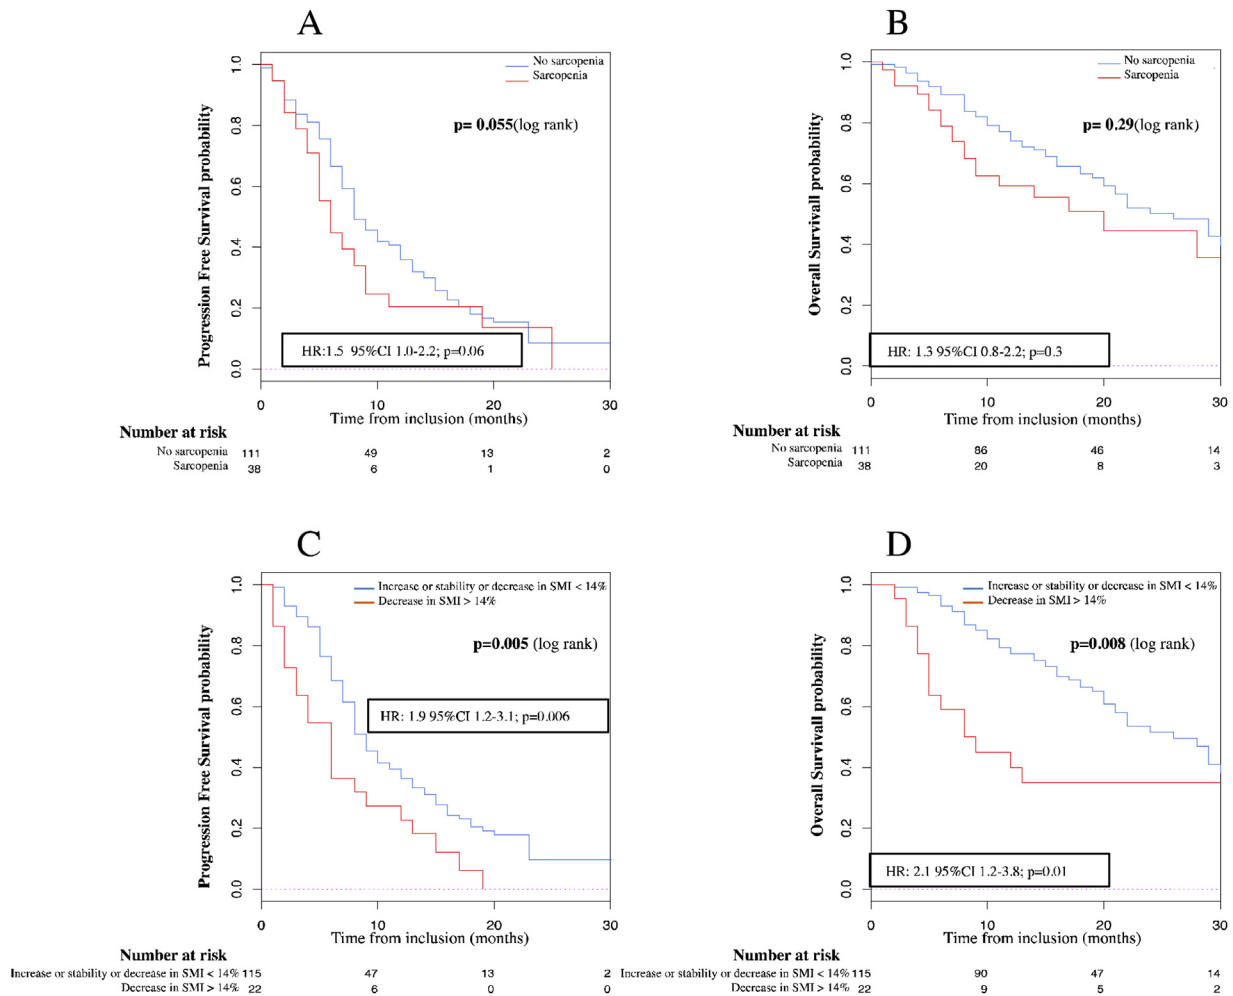 A
Progression Free Survival probability
1.0
0.8
0.6
0.4
0.2
0.0
No sarcopenia
Sarcopenia
p= 0.055(log rank)
HR:1.5 95%CI 1.0-2.2; p=0.06
0 10 20 30
Time from inclusion (months)
Number at risk
No sarcopenia 111 49 13 2
Sarcopenia 38 6 1 0
B
Overall Survivall probability
1.0
0.8
0.6
0.4
0.2
0.0
No sarcopenia
Sarcopenia
p= 0.29(log rank)
HR: 1.3 95%CI 0.8-2.2; p=0.3
0 10 20 30
Time from inclusion (months)
Number at risk
No sarcopenia 111 86 46 14
Sarcopenia 38 20 8 3
C
Progression Free Survival probability
1.0
0.8
0.6
0.4
0.2
0.0
Increase or stability or decrease in SMI < 14%
Decrease in SMI > 14%
p=0.005 (log rank)
HR: 1.9 95%CI 1.2-3.1; p=0.006
0 10 20 30
Time from inclusion (months)
Number at risk
Increase or stability or decrease in SMI < 14% 115 47 13 2
Decrease in SMI > 14% 22 6 0 0
D
Overall Survivall probability
1.0
0.8
0.6
0.4
0.2
0.0
Increase or stability or decrease in SMI < 14%
Decrease in SMI > 14%
p=0.008 (log rank)
HR: 2.1 95%CI 1.2-3.8; p=0.01
0 10 20 30
Time from inclusion (months)
Number at risk
Increase or stability or decrease in SMI < 14% 115 90 47 14
Decrease in SMI > 14% 22 9 5 2